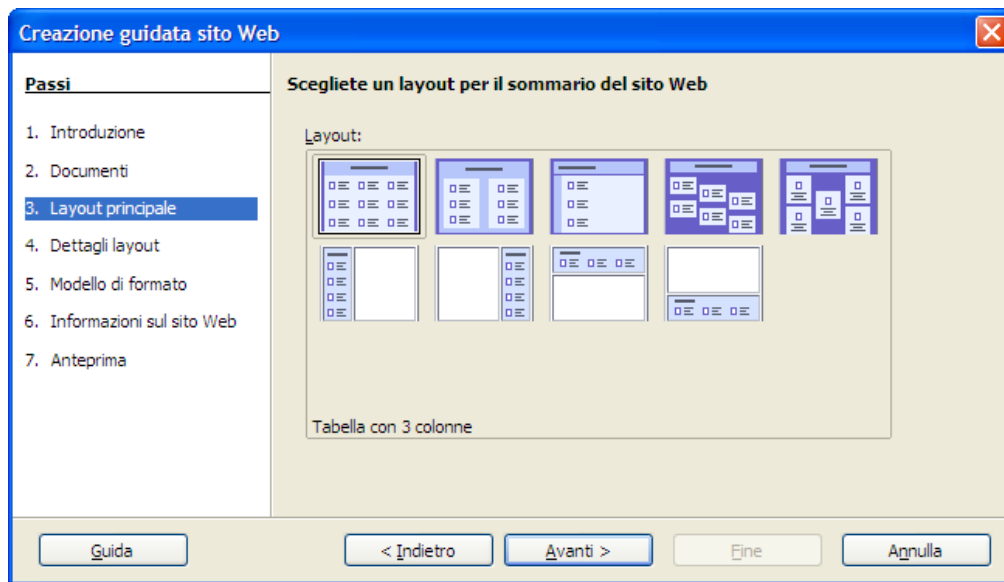 Creazione guidata sito Web
Passi
1. Introduzione
2. Documenti
3. Layout principale
4. Dettagli layout
5. Modello di formato
6. Informazioni sul sito Web
7. Anteprima
Scegliete un layout per il sommario del sito Web
Layout:
Tabella con 3 colonne
Guida
< Indietro
Avanti >
Fine
Annulla